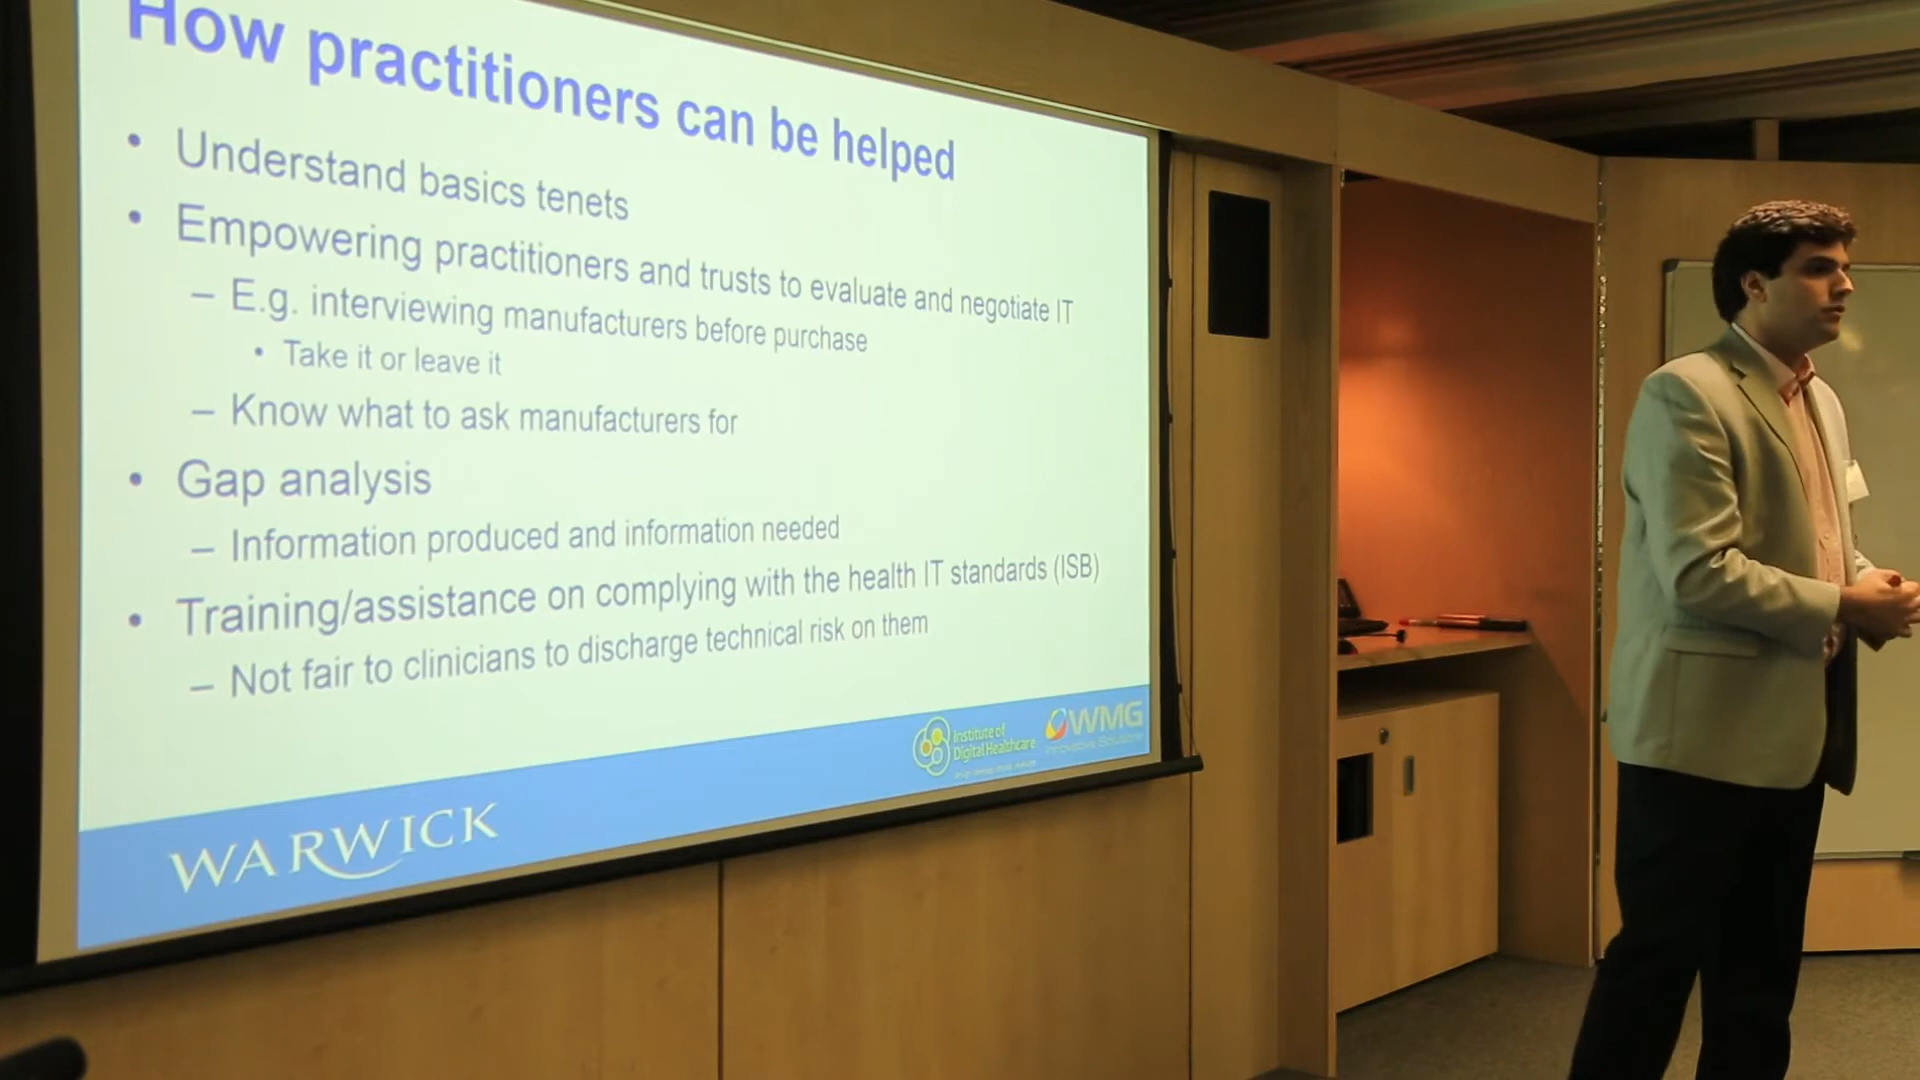 How practitioners can be helped
• Understand basics tenets
• Empowering practitioners and trusts to evaluate and negotiate IT
– E.g. interviewing manufacturers before purchase
• Take it or leave it
– Know what to ask manufacturers for
• Gap analysis
– Information produced and information needed
• Training/assistance on complying with the health IT standards (ISB)
– Not fair to clinicians to discharge technical risk on them
Institute of
Digital Healthcare
WMG
Innovative Solutions
WARWICK